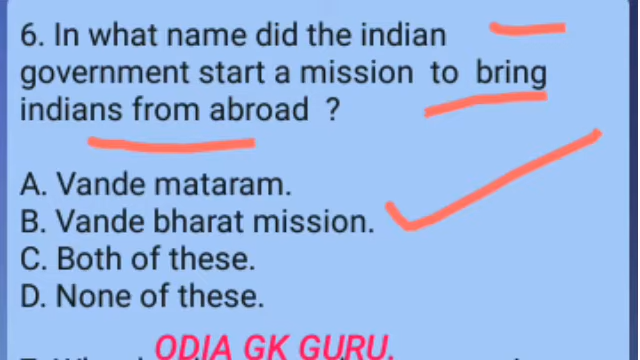 6. In what name did the indian
government start a mission to bring
indians from abroad ?
A. Vande mataram.
B. Vande bharat mission.
C. Both of these.
D. None of these.
ODIA GK GURU.